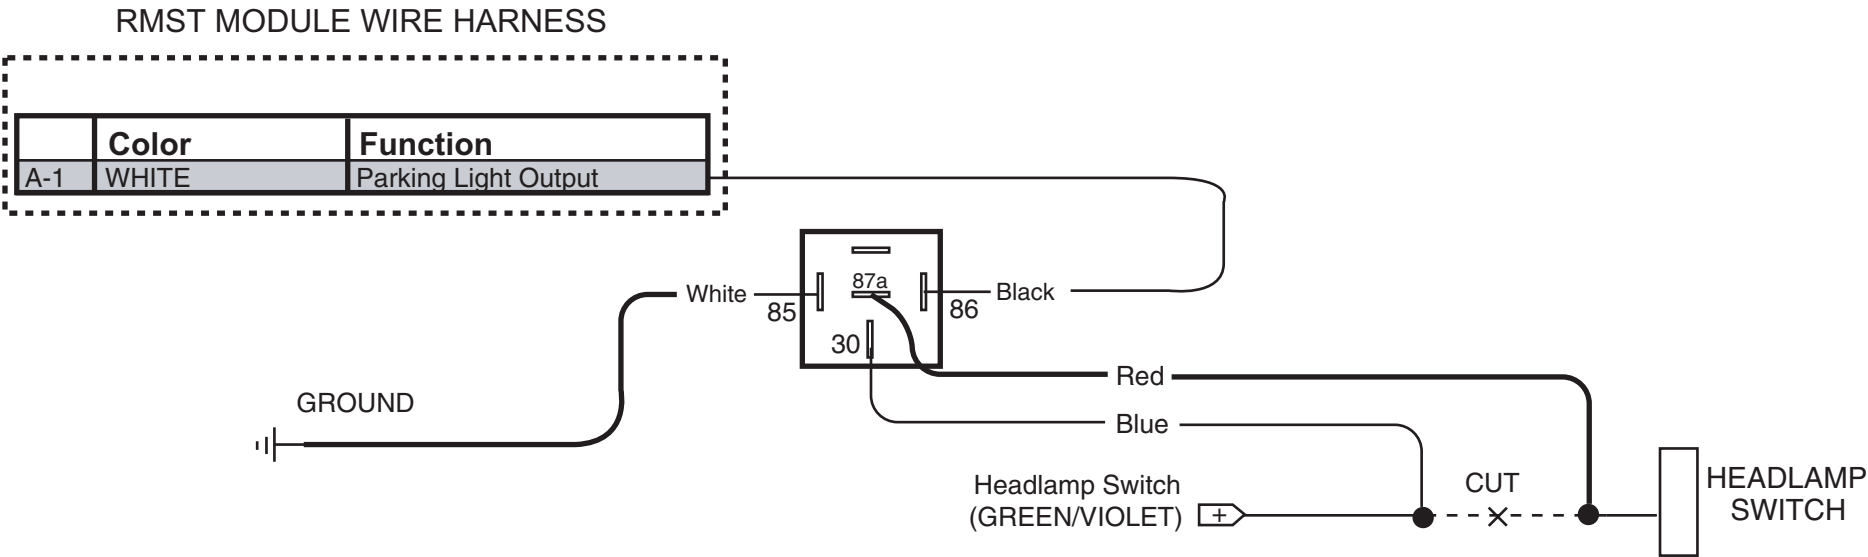 RMST MODULE WIRE HARNESS
Color Function
A-1 WHITE Parking Light Output
87a
White
85
86
Black
30
Red
GROUND
Blue
Headlamp Switch
(GREEN/VIOLET)
+
CUT
HEADLAMP
SWITCH